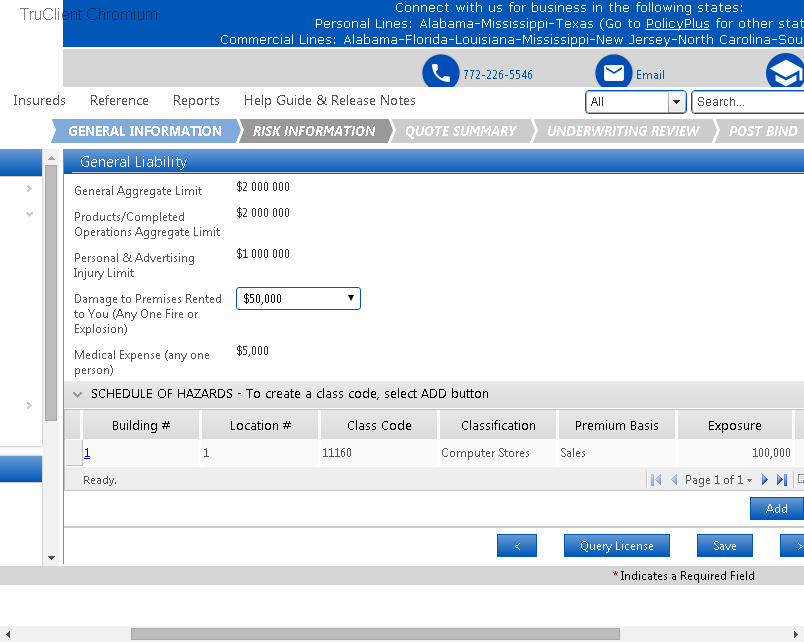 TruClient Chromium
Connect with us for business in the following states:
Personal Lines: Alabama-Mississippi-Texas (Go to PolicyPlus for other stat
Commercial Lines: Alabama-Florida-Louisiana-Mississippi-New Jersey-North Carolina-Sou
772-226-5546 Email
Insureds Reference Reports Help Guide & Release Notes All Search...
GENERAL INFORMATION RISK INFORMATION QUOTE SUMMARY UNDERWRITING REVIEW POST BIND
General Liability
General Aggregate Limit $2 000 000
Products/Completed $2 000 000
Operations Aggregate Limit
Personal & Advertising $1 000 000
Injury Limit
Damage to Premises Rented $50,000
to You (Any One Fire or
Explosion)
Medical Expense (any one $5,000
person)
SCHEDULE OF HAZARDS - To create a class code, select ADD button
Building # Location # Class Code Classification Premium Basis Exposure
1 1 11160 Computer Stores Sales 100,000
Ready. Page 1 of 1
Add
< Query License Save >
* Indicates a Required Field